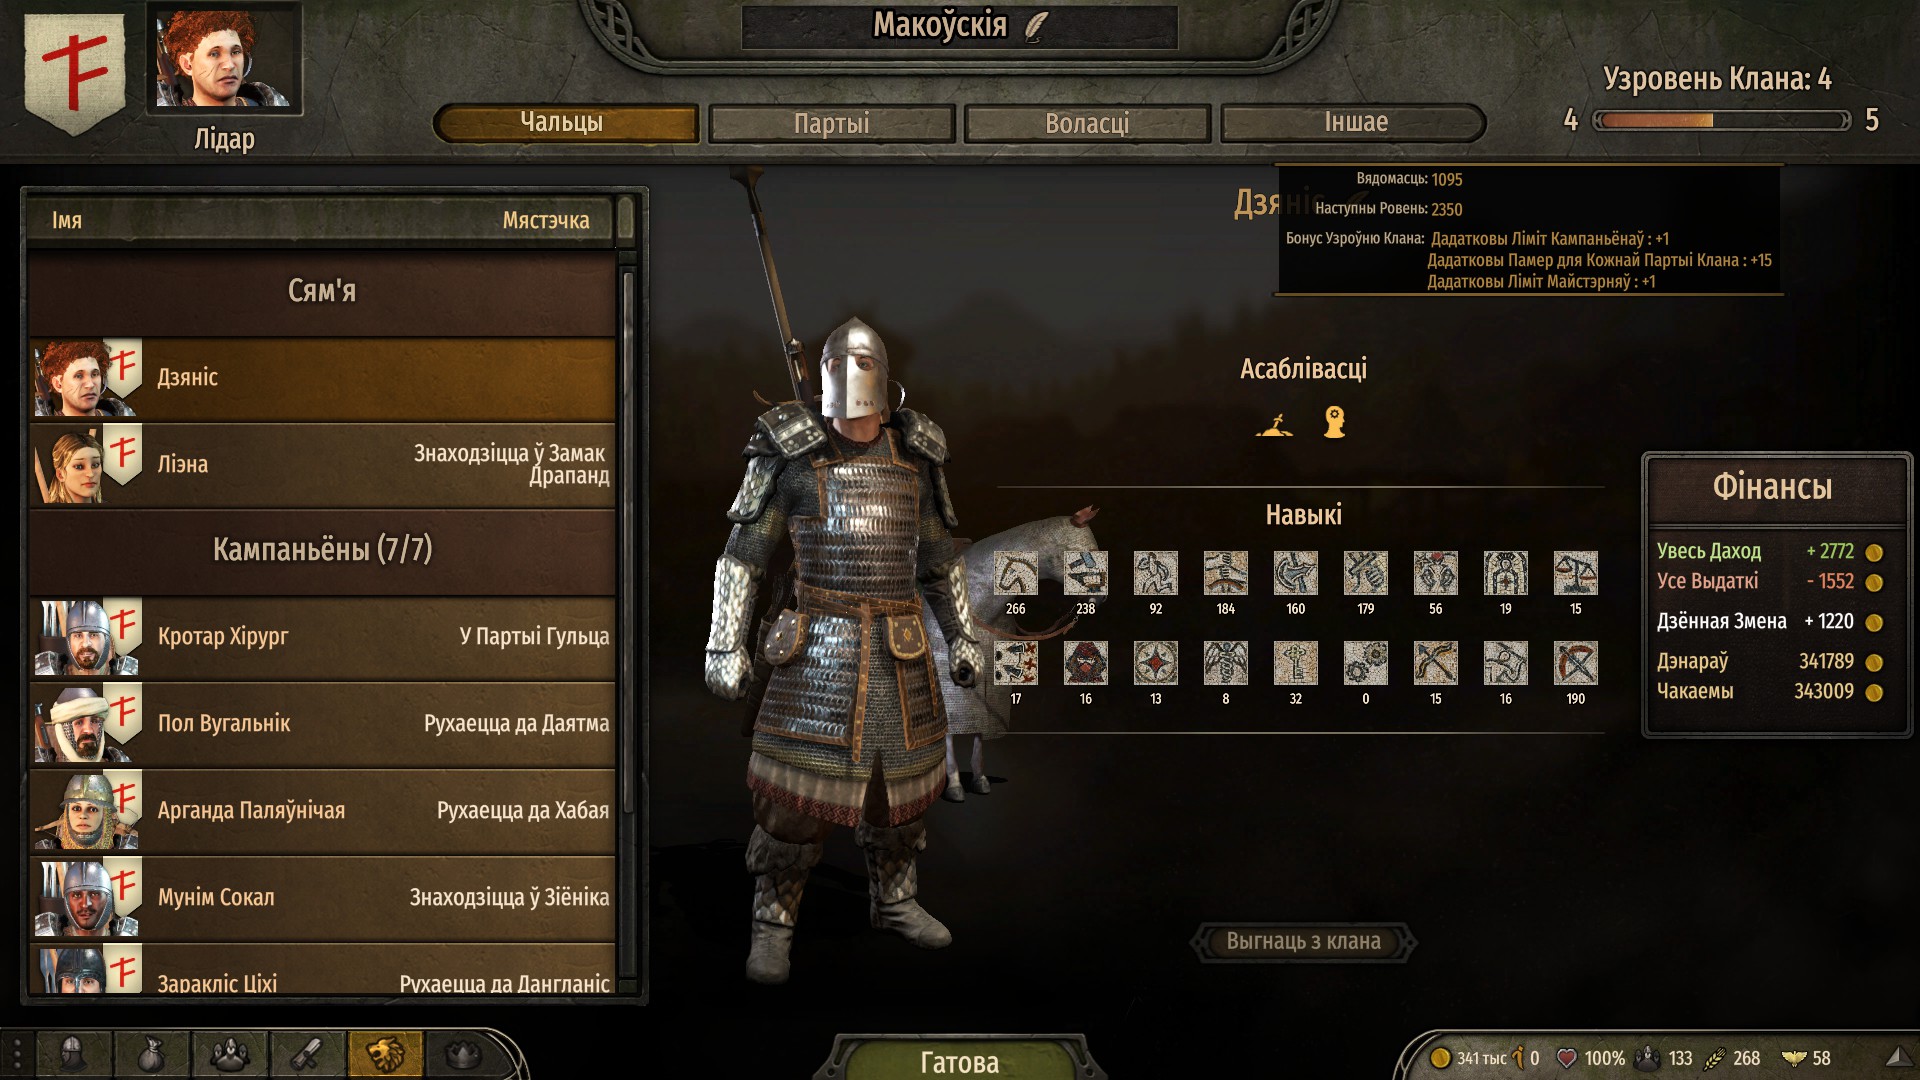 Макоўскія
Лідар
Чальцы
Партыі
Воласці
Іншае
Узровень Клана: 4
4
5
Імя
Мястэчка
Сям'я
Дзяніс
Ліэна
Знаходзіцца ў Замак
Драпанд
Кампаньёны (7/7)
Кротар Хірург
У Партыі Гульца
Пол Вугальнік
Рухаецца да Даятма
Арганда Паляўнічая
Рухаецца да Хабая
Мунім Сокал
Знаходзіцца ў Зіёніка
Заракліс Ціхі
Рухаецца да Дангланіс
Дзяніс
Вядомасць: 1095
Наступны Ровень: 2350
Бонус Узроўню Клана: Дадатковы Ліміт Кампаньёнаў : +1
Дадатковы Памер для Кожнай Партыі Клана : +15
Дадатковы Ліміт Майстэрняў : +1
Асаблівасці
Навыкі
266 238 92 184 160 179 56 19 15
17 16 13 8 32 0 15 16 190
Выгнаць з клана
Фінансы
Увесь Даход + 2772
Усе Выдаткі - 1552
Дзённая Змена + 1220
Дэнараў 341789
Чакаемы 343009
Гатова
341 тыс 0 100% 133 268 58